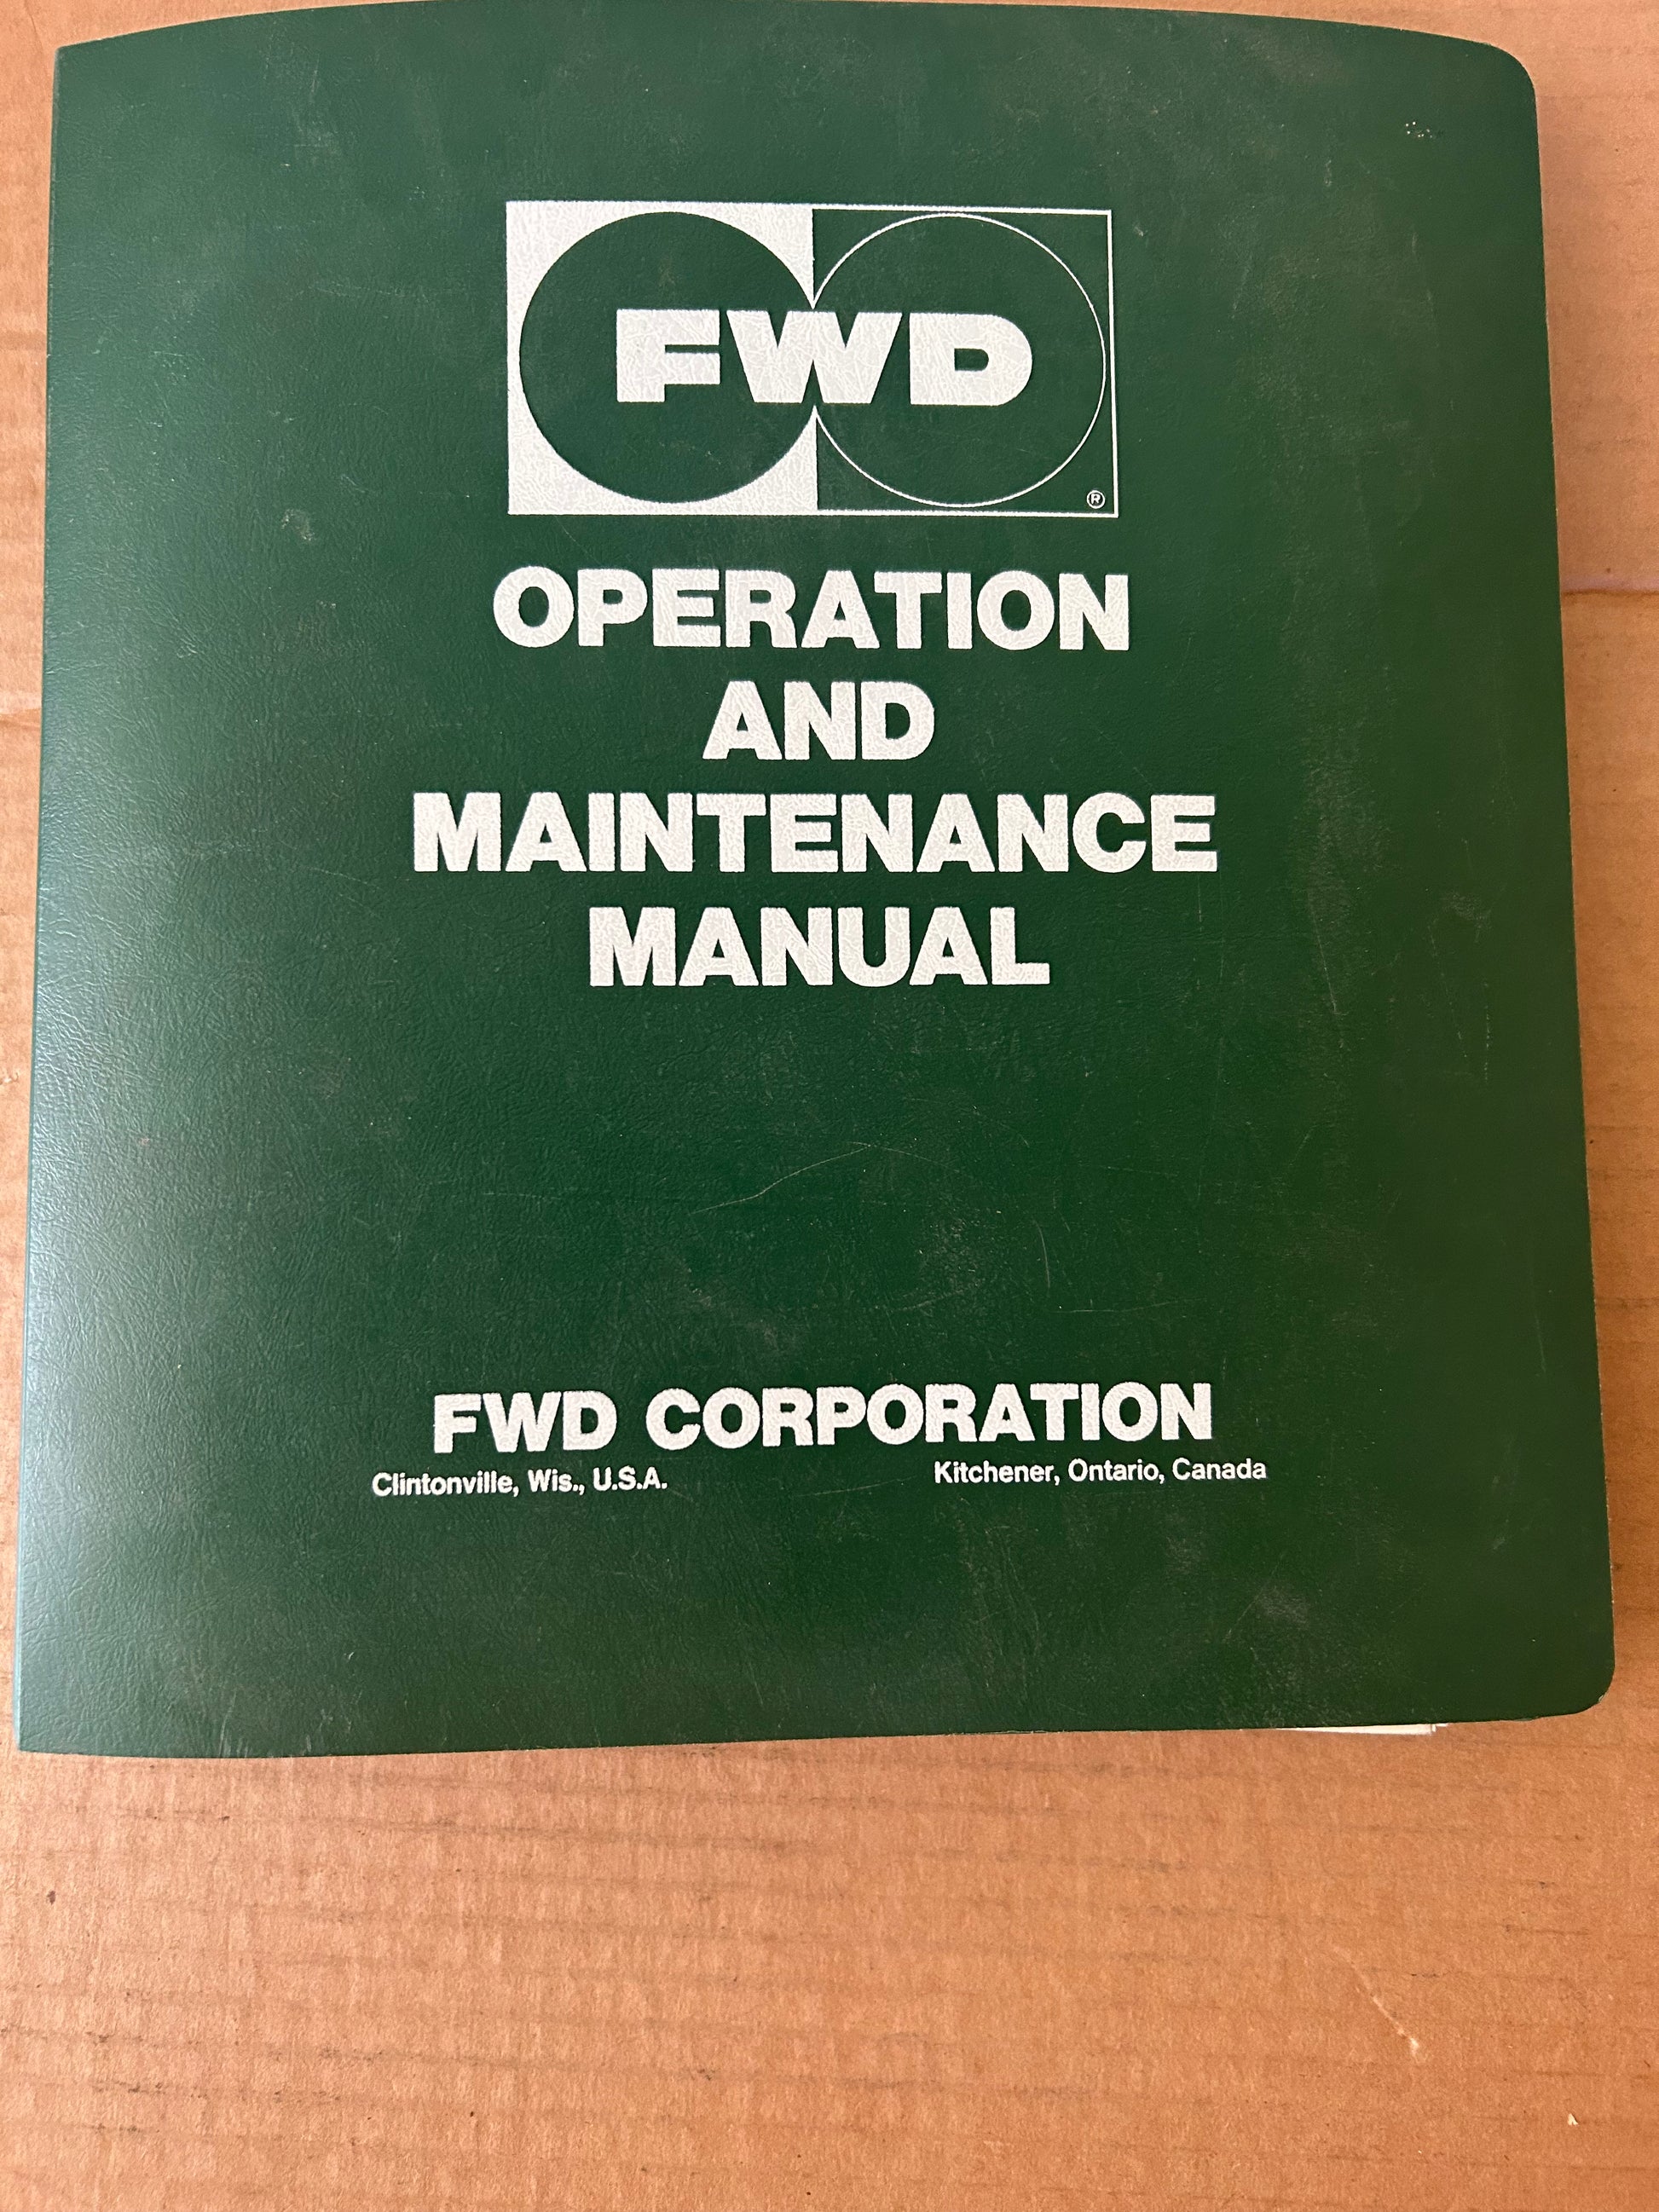 FWD
®
OPERATION
AND
MAINTENANCE
MANUAL
FWD CORPORATION
Clintonville, Wis., U.S.A. Kitchener, Ontario, Canada